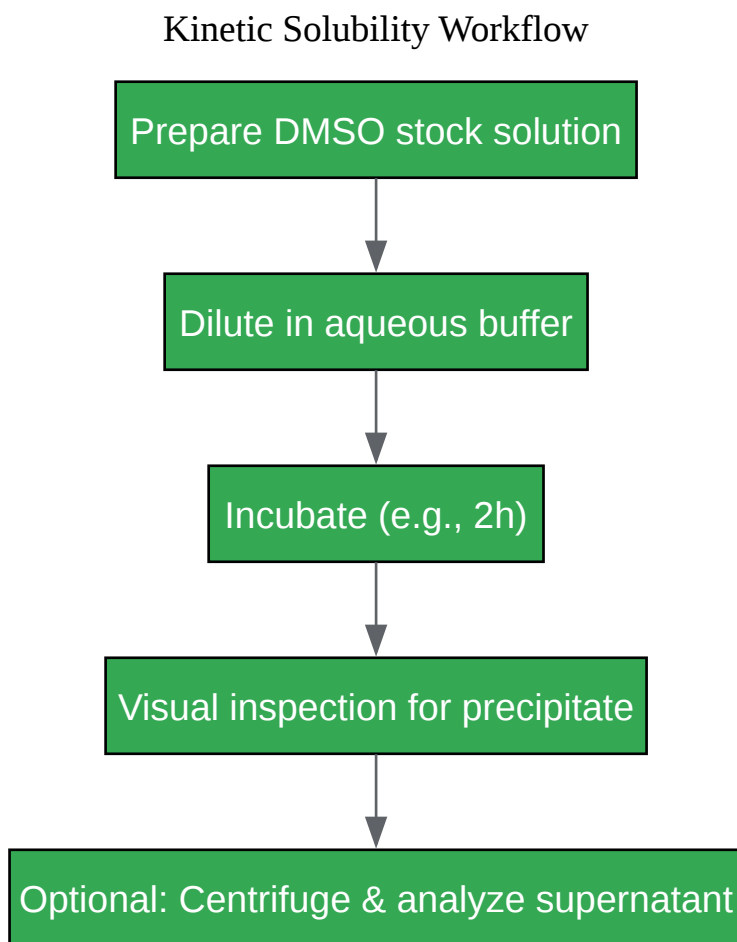 Kinetic Solubility Workflow
Prepare DMSO stock solution
Dilute in aqueous buffer
Incubate (e.g., 2h)
Visual inspection for precipitate
Optional: Centrifuge & analyze supernatant